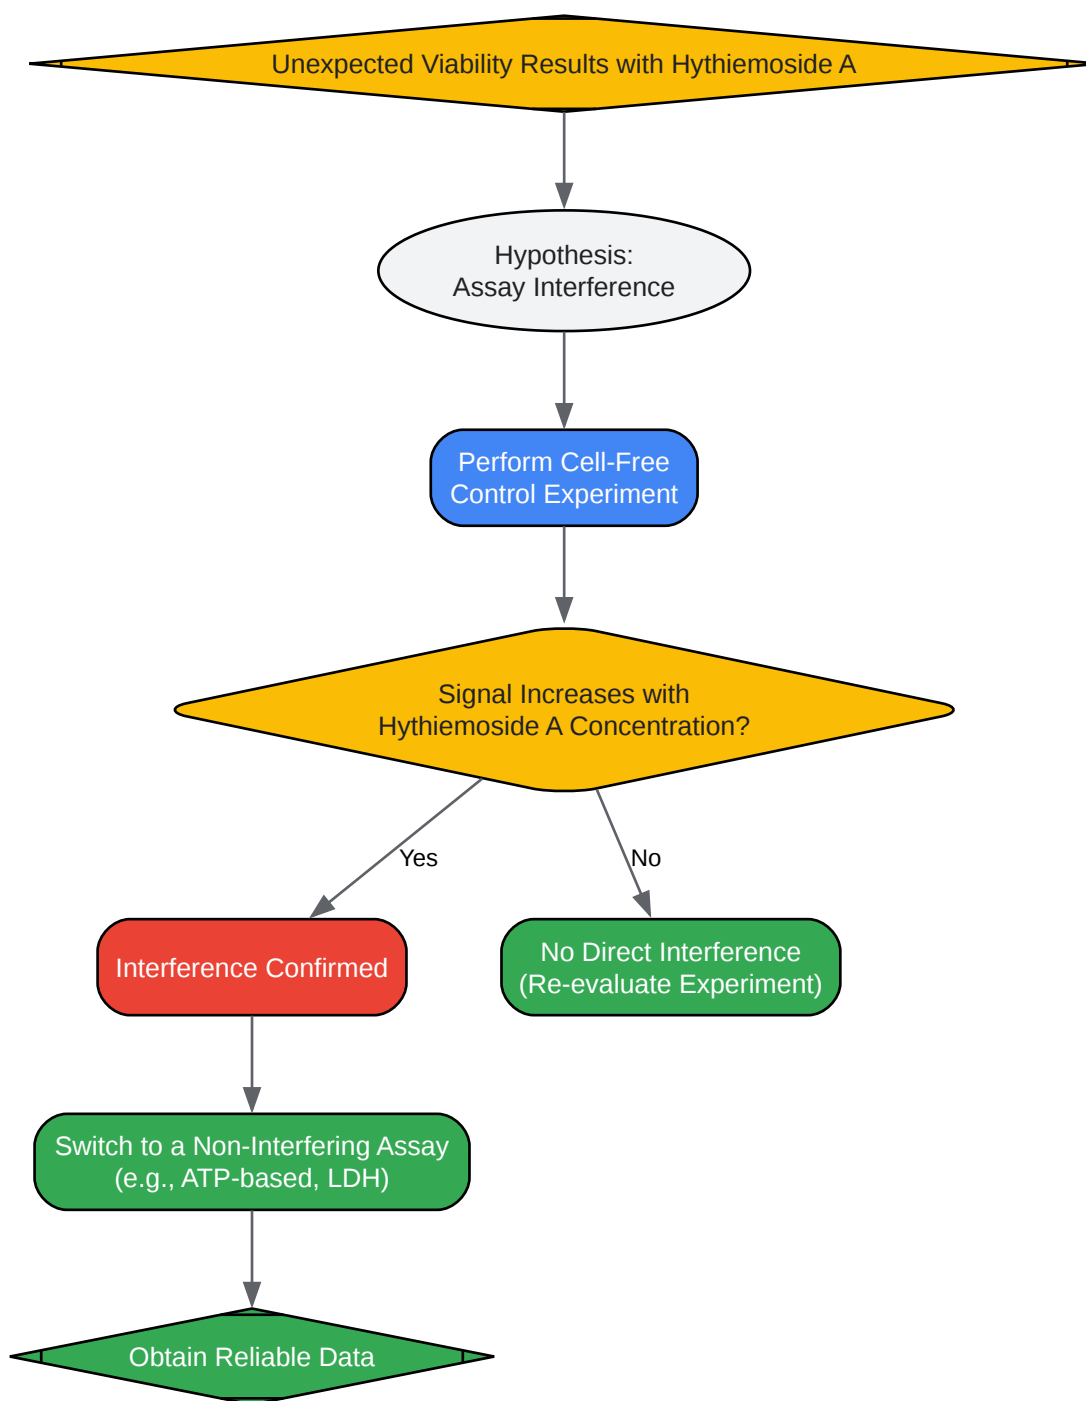 Unexpected Viability Results with Hythiemoside A
Hypothesis:
Assay Interference
Perform Cell-Free
Control Experiment
Signal Increases with
Hythiemoside A Concentration?
Yes
No
Interference Confirmed
No Direct Interference
(Re-evaluate Experiment)
Switch to a Non-Interfering Assay
(e.g., ATP-based, LDH)
Obtain Reliable Data